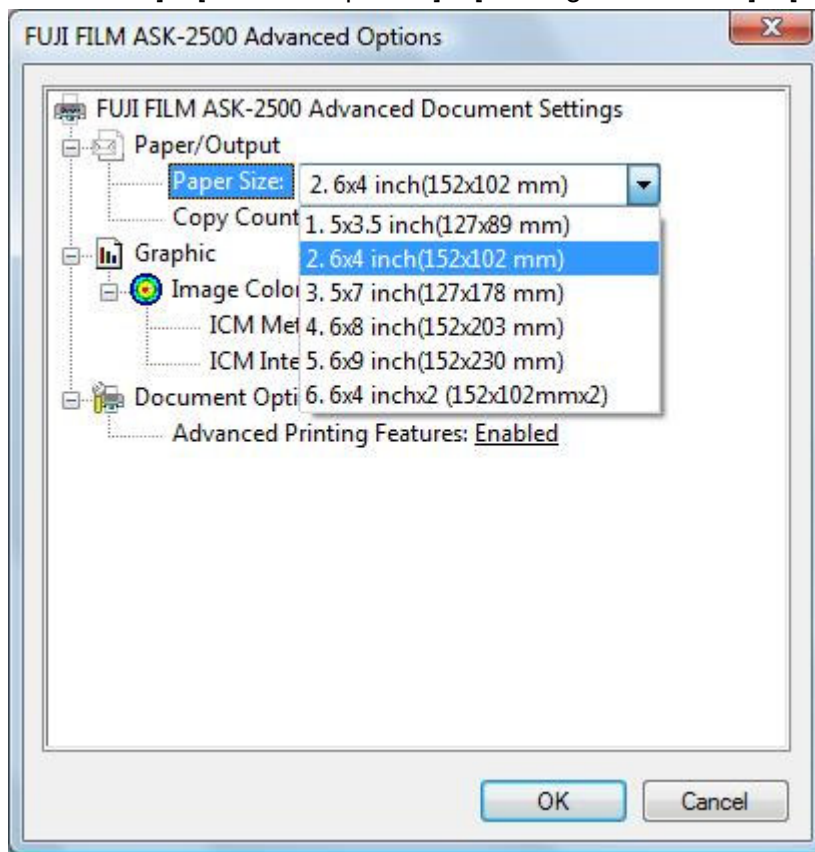 FUJI FILM ASK-2500 Advanced Options
FUJI FILM ASK-2500 Advanced Document Settings
Paper/Output
Paper Size: 2. 6x4 inch(152x102 mm)
Copy Count
1. 5x3.5 inch(127x89 mm)
2. 6x4 inch(152x102 mm)
3. 5x7 inch(127x178 mm)
4. 6x8 inch(152x203 mm)
5. 6x9 inch(152x230 mm)
6. 6x4 inchx2 (152x102mmx2)
Graphic
Image Colo
ICM Met
ICM Inte
Document Opti
Advanced Printing Features: Enabled
OK
Cancel